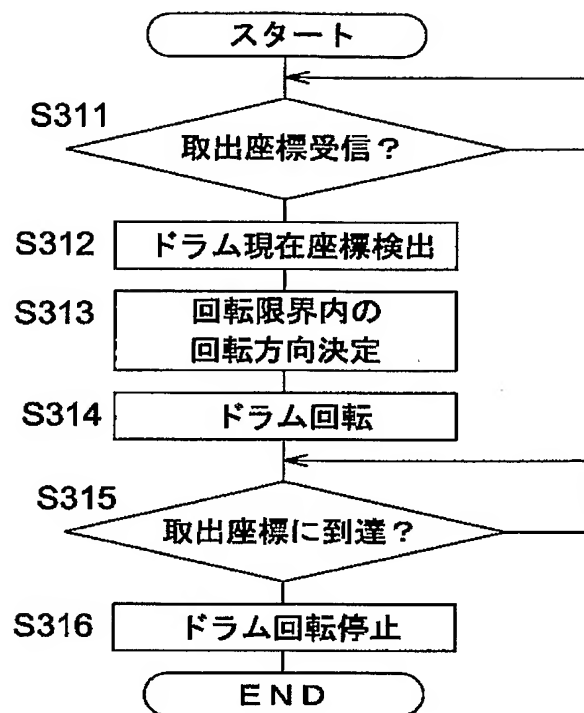 スタート
S311
取出座標受信？
S312
ドラム現在座標検出
S313
回転限界内の
回転方向決定
S314
ドラム回転
S315
取出座標に到達？
S316
ドラム回転停止
END